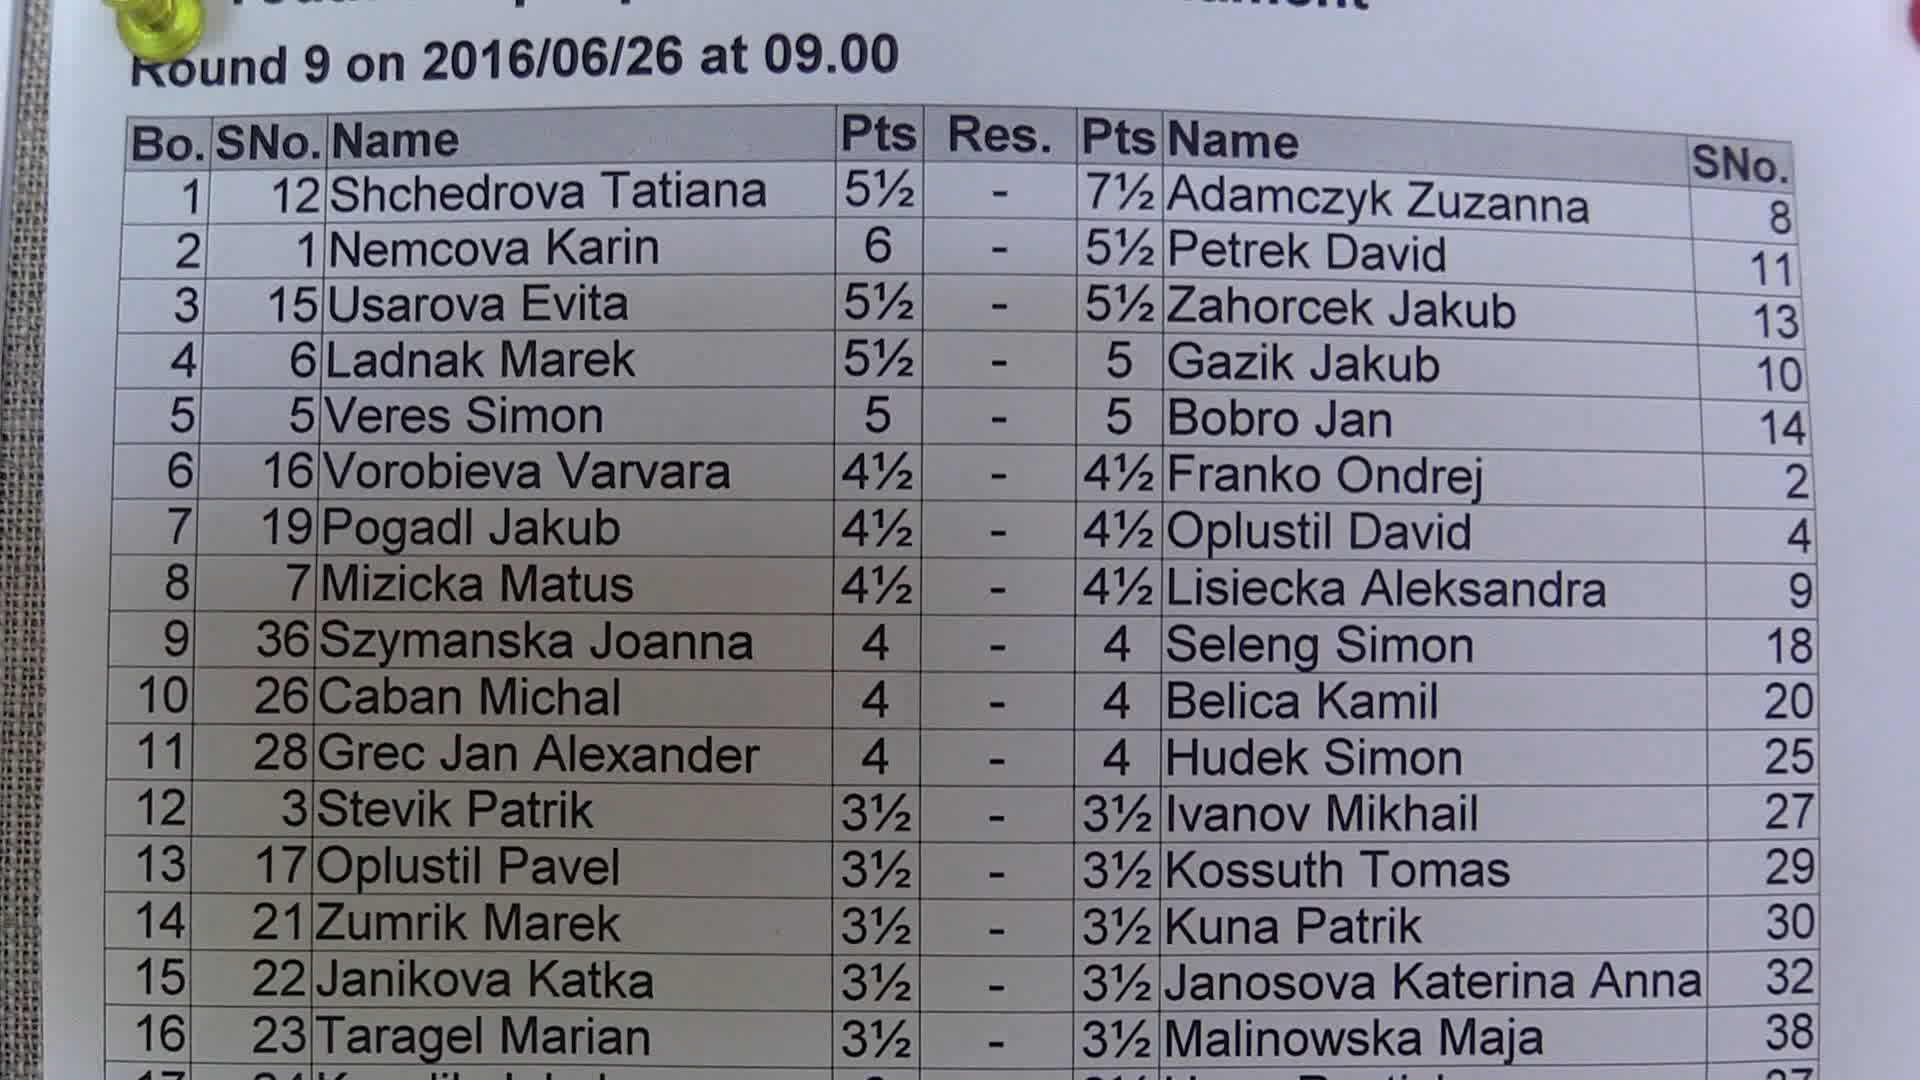 Round 9 on 2016/06/26 at 09.00
Bo. SNo. Name Pts Res. Pts Name SNo.
1 12 Shchedrova Tatiana 5½ - 7½ Adamczyk Zuzanna 8
2 1 Nemcova Karin 6 - 5½ Petrek David 11
3 15 Usarova Evita 5½ - 5½ Zahorcek Jakub 13
4 6 Ladnak Marek 5½ - 5 Gazik Jakub 10
5 5 Veres Simon 5 - 5 Bobro Jan 14
6 16 Vorobieva Varvara 4½ - 4½ Franko Ondrej 2
7 19 Pogadl Jakub 4½ - 4½ Oplustil David 4
8 7 Mizicka Matus 4½ - 4½ Lisiecka Aleksandra 9
9 36 Szymanska Joanna 4 - 4 Seleng Simon 18
10 26 Caban Michal 4 - 4 Belica Kamil 20
11 28 Grec Jan Alexander 4 - 4 Hudek Simon 25
12 3 Stevik Patrik 3½ - 3½ Ivanov Mikhail 27
13 17 Oplustil Pavel 3½ - 3½ Kossuth Tomas 29
14 21 Zumrik Marek 3½ - 3½ Kuna Patrik 30
15 22 Janikova Katka 3½ - 3½ Janosova Katerina Anna 32
16 23 Taragel Marian 3½ - 3½ Malinowska Maja 38